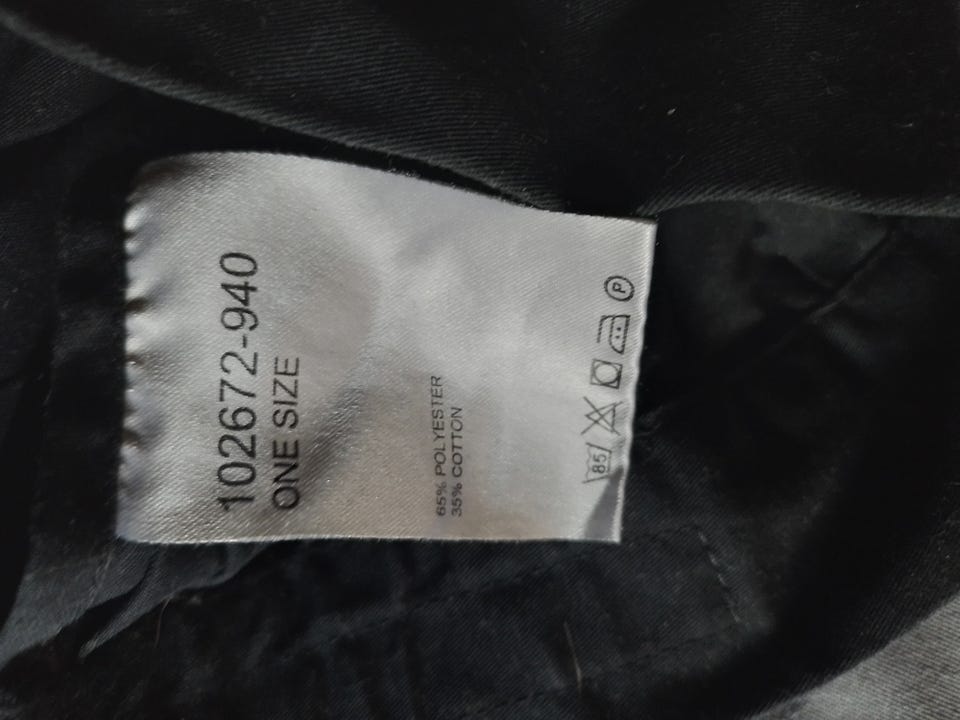 102672-940
ONE SIZE
65% POLYESTER
35% COTTON
85 P